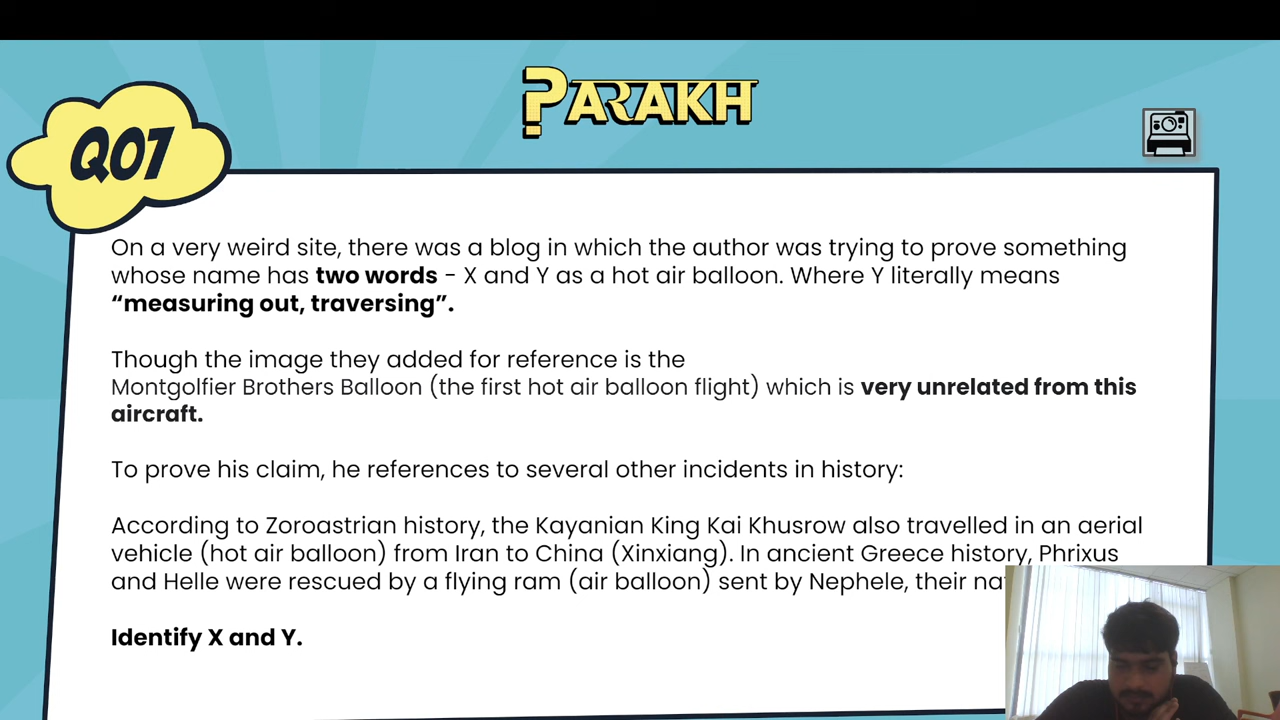 ?PARAKH
Q07
On a very weird site, there was a blog in which the author was trying to prove something
whose name has two words - X and Y as a hot air balloon. Where Y literally means
“measuring out, traversing”.
Though the image they added for reference is the
Montgolfier Brothers Balloon (the first hot air balloon flight) which is very unrelated from this
aircraft.
To prove his claim, he references to several other incidents in history:
According to Zoroastrian history, the Kayanian King Kai Khusrow also travelled in an aerial
vehicle (hot air balloon) from Iran to China (Xinxiang). In ancient Greece history, Phrixus
and Helle were rescued by a flying ram (air balloon) sent by Nephele, their
Identify X and Y.